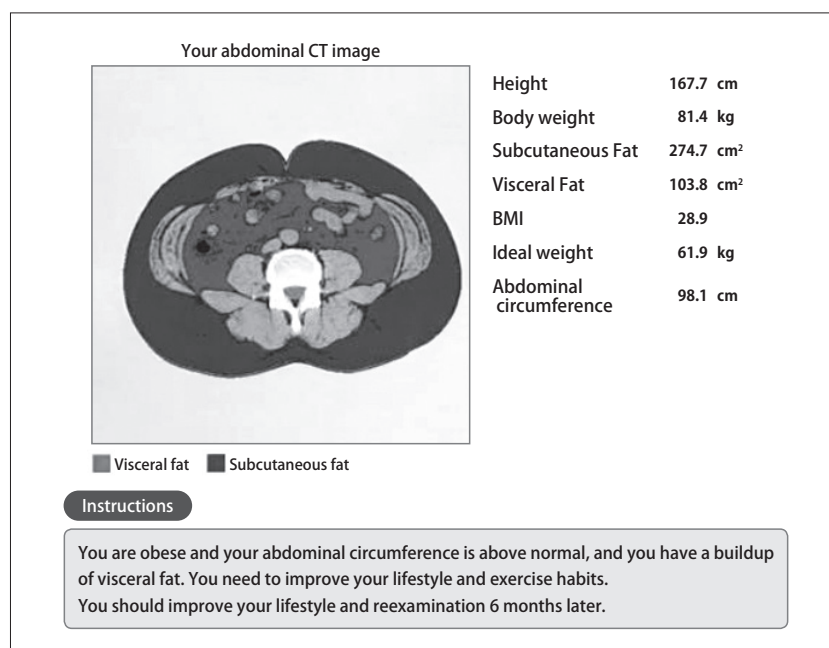 Your abdominal CT image
Height 167.7 cm
Body weight 81.4 kg
Subcutaneous Fat 274.7 cm²
Visceral Fat 103.8 cm²
BMI 28.9
Ideal weight 61.9 kg
Abdominal
circumference 98.1 cm
Visceral fat Subcutaneous fat
Instructions
You are obese and your abdominal circumference is above normal, and you have a buildup
of visceral fat. You need to improve your lifestyle and exercise habits.
You should improve your lifestyle and reexamination 6 months later.